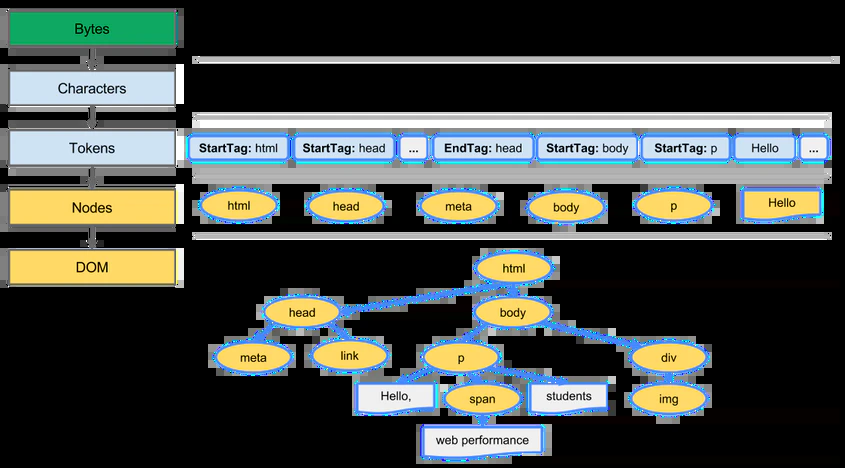 Bytes
Characters
Tokens
StartTag: html StartTag: head ... EndTag: head StartTag: body StartTag: p Hello ...
Nodes
html head meta body p Hello
DOM
html
head body
meta link p div
Hello, span students img
web performance